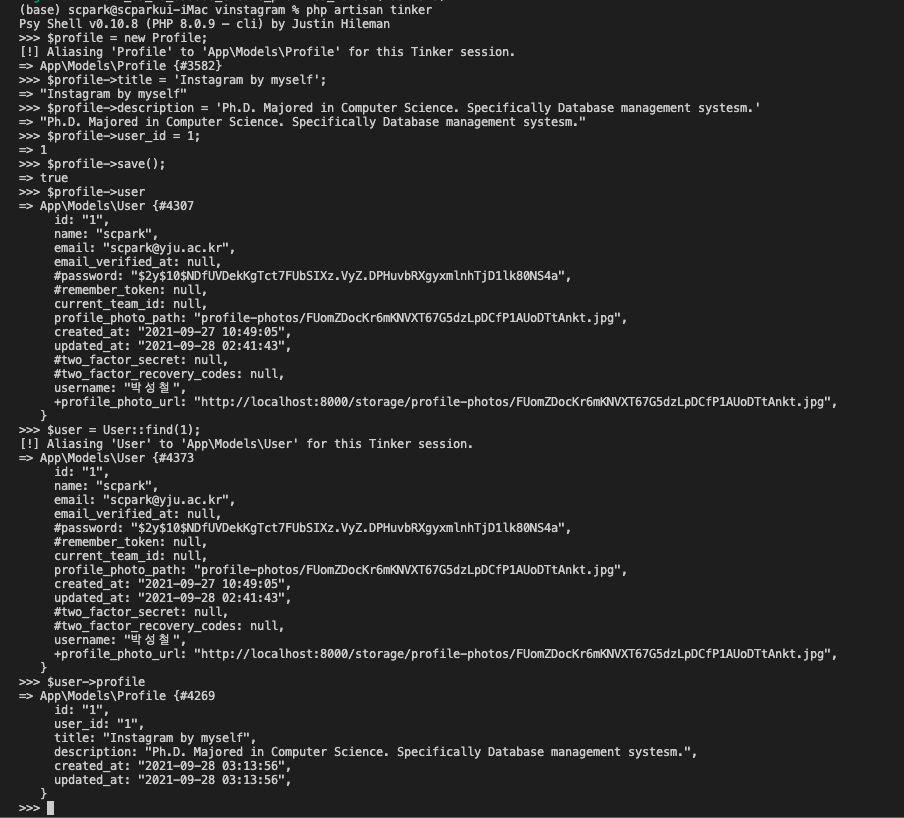 (base) scpark@scparkui-iMac vinstagram % php artisan tinker
Psy Shell v0.10.8 (PHP 8.0.9 — cli) by Justin Hileman
>>> $profile = new Profile;
[!] Aliasing 'Profile' to 'App\Models\Profile' for this Tinker session.
=> App\Models\Profile {#3582}
>>> $profile->title = 'Instagram by myself';
=> "Instagram by myself"
>>> $profile->description = 'Ph.D. Majored in Computer Science. Specifically Database management systesm.'
=> "Ph.D. Majored in Computer Science. Specifically Database management systesm."
>>> $profile->user_id = 1;
=> 1
>>> $profile->save();
=> true
>>> $profile->user
=> App\Models\User {#4307
id: "1",
name: "scpark",
email: "scpark@yju.ac.kr",
email_verified_at: null,
#password: "$2y$10$NDfUVDekKgTct7FUbSIXz.VyZ.DPHuvbRXgyxmlnhTjD1lk80NS4a",
#remember_token: null,
current_team_id: null,
profile_photo_path: "profile-photos/FUomZDocKr6mKNVXT67G5dzLpDCfP1AUoDTtAnkt.jpg",
created_at: "2021-09-27 10:49:05",
updated_at: "2021-09-28 02:41:43",
#two_factor_secret: null,
#two_factor_recovery_codes: null,
username: "박성철",
+profile_photo_url: "http://localhost:8000/storage/profile-photos/FUomZDocKr6mKNVXT67G5dzLpDCfP1AUoDTtAnkt.jpg",
}
>>> $user = User::find(1);
[!] Aliasing 'User' to 'App\Models\User' for this Tinker session.
=> App\Models\User {#4373
id: "1",
name: "scpark",
email: "scpark@yju.ac.kr",
email_verified_at: null,
#password: "$2y$10$NDfUVDekKgTct7FUbSIXz.VyZ.DPHuvbRXgyxmlnhTjD1lk80NS4a",
#remember_token: null,
current_team_id: null,
profile_photo_path: "profile-photos/FUomZDocKr6mKNVXT67G5dzLpDCfP1AUoDTtAnkt.jpg",
created_at: "2021-09-27 10:49:05",
updated_at: "2021-09-28 02:41:43",
#two_factor_secret: null,
#two_factor_recovery_codes: null,
username: "박성철",
+profile_photo_url: "http://localhost:8000/storage/profile-photos/FUomZDocKr6mKNVXT67G5dzLpDCfP1AUoDTtAnkt.jpg",
}
>>> $user->profile
=> App\Models\Profile {#4269
id: "1",
user_id: "1",
title: "Instagram by myself",
description: "Ph.D. Majored in Computer Science. Specifically Database management systesm.",
created_at: "2021-09-28 03:13:56",
updated_at: "2021-09-28 03:13:56",
}
>>>